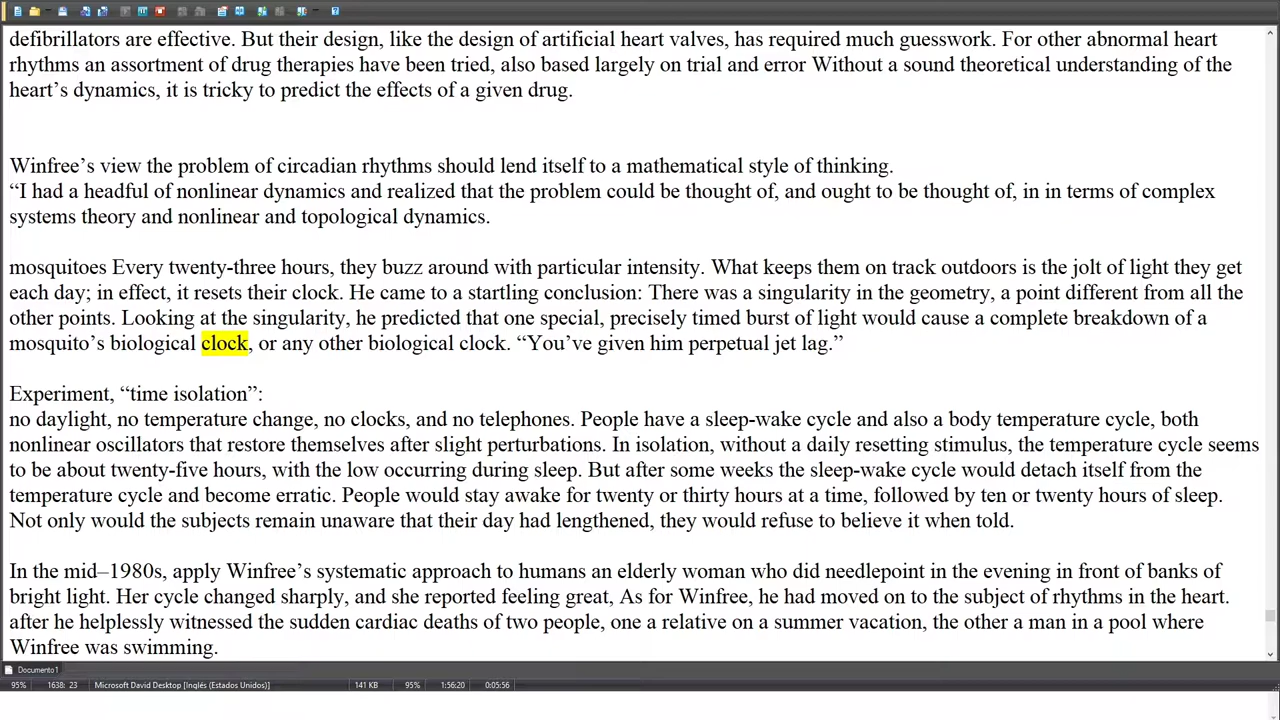 defibrillators are effective. But their design, like the design of artificial heart valves, has required much guesswork. For other abnormal heart
rhythms an assortment of drug therapies have been tried, also based largely on trial and error Without a sound theoretical understanding of the
heart’s dynamics, it is tricky to predict the effects of a given drug.
Winfree’s view the problem of circadian rhythms should lend itself to a mathematical style of thinking.
“I had a headful of nonlinear dynamics and realized that the problem could be thought of, and ought to be thought of, in in terms of complex
systems theory and nonlinear and topological dynamics.
mosquitoes Every twenty-three hours, they buzz around with particular intensity. What keeps them on track outdoors is the jolt of light they get
each day; in effect, it resets their clock. He came to a startling conclusion: There was a singularity in the geometry, a point different from all the
other points. Looking at the singularity, he predicted that one special, precisely timed burst of light would cause a complete breakdown of a
mosquito’s biological clock, or any other biological clock. “You’ve given him perpetual jet lag.”
Experiment, “time isolation”:
no daylight, no temperature change, no clocks, and no telephones. People have a sleep-wake cycle and also a body temperature cycle, both
nonlinear oscillators that restore themselves after slight perturbations. In isolation, without a daily resetting stimulus, the temperature cycle seems
to be about twenty-five hours, with the low occurring during sleep. But after some weeks the sleep-wake cycle would detach itself from the
temperature cycle and become erratic. People would stay awake for twenty or thirty hours at a time, followed by ten or twenty hours of sleep.
Not only would the subjects remain unaware that their day had lengthened, they would refuse to believe it when told.
In the mid–1980s, apply Winfree’s systematic approach to humans an elderly woman who did needlepoint in the evening in front of banks of
bright light. Her cycle changed sharply, and she reported feeling great, As for Winfree, he had moved on to the subject of rhythms in the heart.
after he helplessly witnessed the sudden cardiac deaths of two people, one a relative on a summer vacation, the other a man in a pool where
Winfree was swimming.
Documento1
95% 1638: 23 Microsoft David Desktop [Inglés (Estados Unidos)] 141 KB 95% 1:56:20 0:05:56